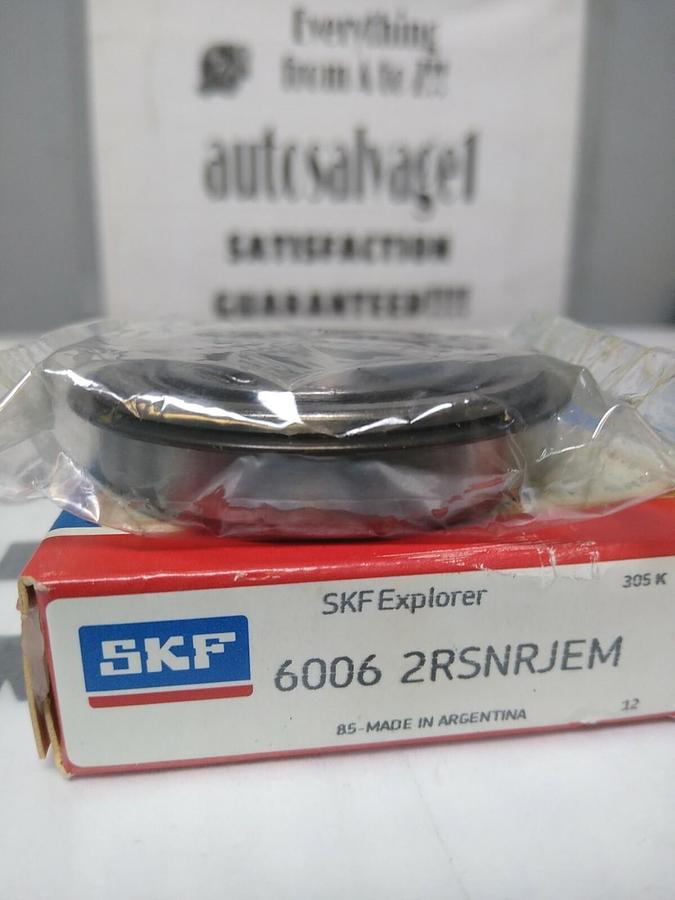 Everything
from A to Z!!
autosalvage1
SATISFACTION
GUARANTEED!!!!
SKF Explorer
305 K
SKF
6006 2RSNRJEM
85-MADE IN ARGENTINA
12